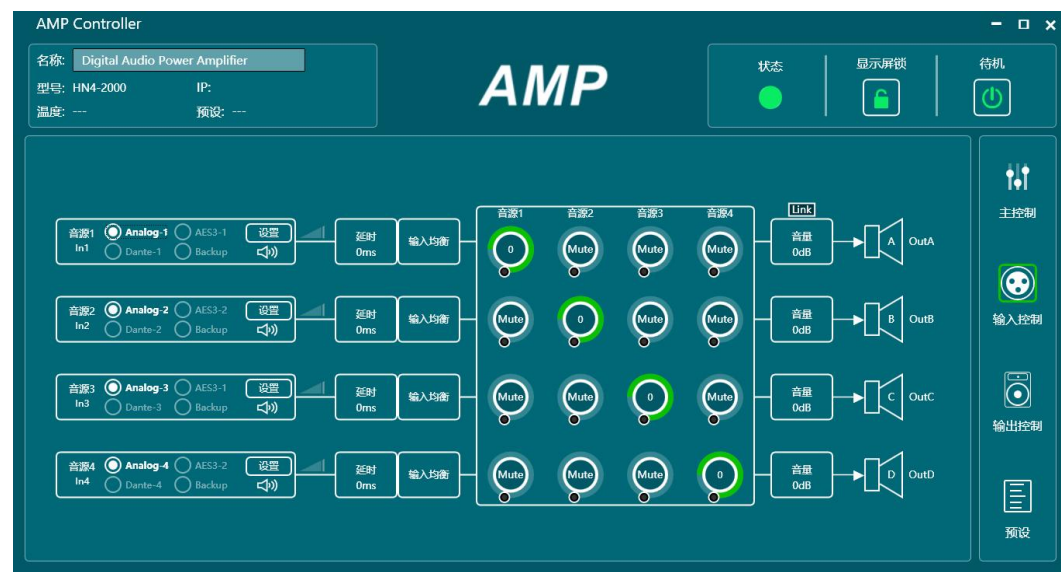 AMP Controller
名称: Digital Audio Power Amplifier
型号: HN4-2000 IP:
温度: --- 预设: ---
AMP
状态 显示屏锁 待机
主控制
输入控制
输出控制
预设
音源1 音源2 音源3 音源4 Link
音源1 Analog-1 AES3-1 设置
In1 Dante-1 Backup
延时
0ms
输入均衡
0 Mute Mute Mute
音量
0dB
A OutA
音源2 Analog-2 AES3-2 设置
In2 Dante-2 Backup
延时
0ms
输入均衡
Mute 0 Mute Mute
音量
0dB
B OutB
音源3 Analog-3 AES3-1 设置
In3 Dante-3 Backup
延时
0ms
输入均衡
Mute Mute 0 Mute
音量
0dB
C OutC
音源4 Analog-4 AES3-2 设置
In4 Dante-4 Backup
延时
0ms
输入均衡
Mute Mute Mute 0
音量
0dB
D OutD